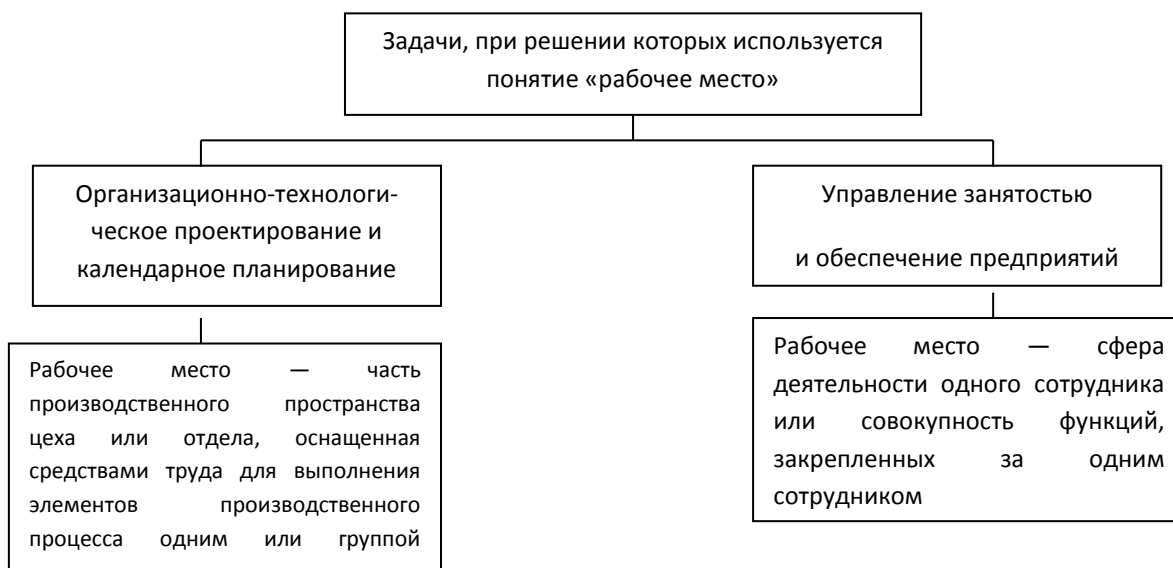 Задачи, при решении которых используется
понятие «рабочее место»
Организационно-технологи-
ческое проектирование и
календарное планирование
Управление занятостью
и обеспечение предприятий
Рабочее место — часть
производственного пространства
цеха или отдела, оснащенная
средствами труда для выполнения
элементов производственного
процесса одним или группой
Рабочее место — сфера
деятельности одного сотрудника
или совокупность функций,
закрепленных за одним
сотрудником